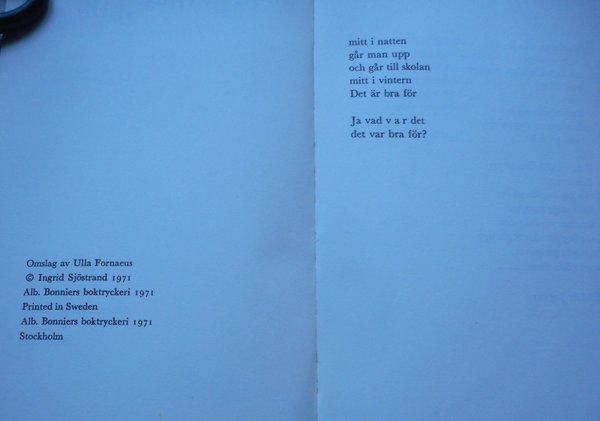 Omslag av Ulla Fornaeus
© Ingrid Sjöstrand 1971
Alb. Bonniers boktryckeri 1971
Printed in Sweden
Alb. Bonniers boktryckeri 1971
Stockholm
mitt i natten
går man upp
och går till skolan
mitt i vintern
Det är bra för
Ja vad v a r det
det var bra för?